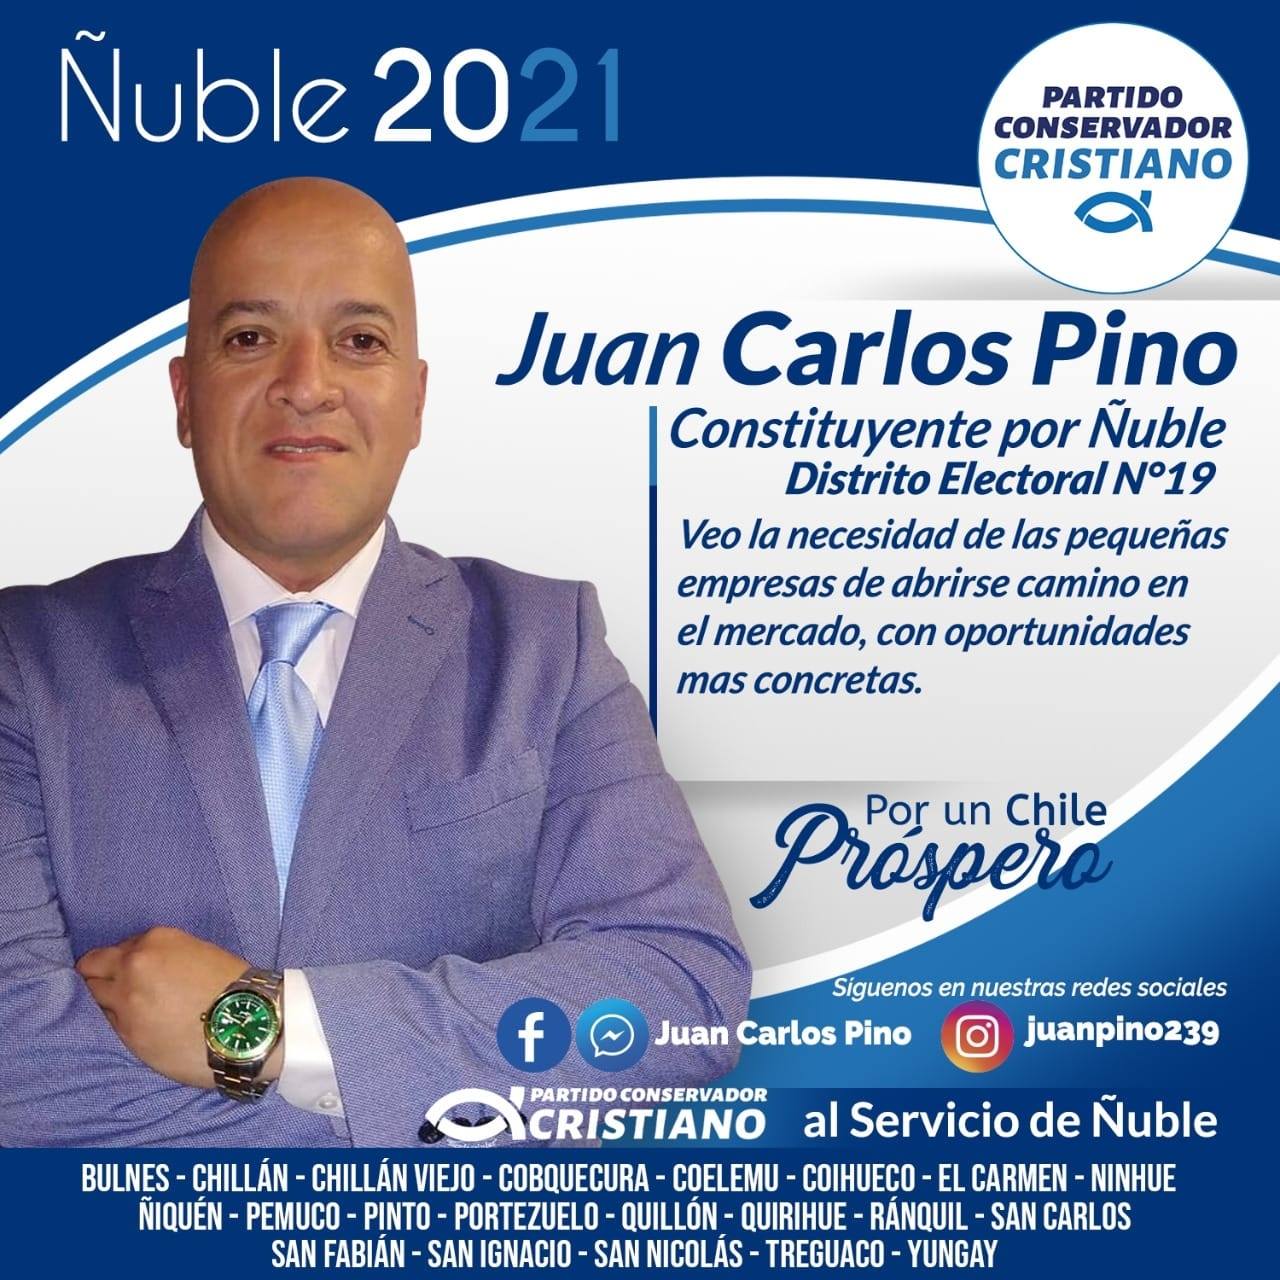 Ñuble 2021
PARTIDO
CONSERVADOR
CRISTIANO
Juan Carlos Pino
Constituyente por Ñuble
Distrito Electoral N°19
Veo la necesidad de las pequeñas
empresas de abrirse camino en
el mercado, con oportunidades
mas concretas.
Por un Chile
Próspero
Síguenos en nuestras redes sociales
Juan Carlos Pino
juanpino239
PARTIDO CONSERVADOR
CRISTIANO
al Servicio de Ñuble
BULNES - CHILLÁN - CHILLÁN VIEJO - COBQUECURA - COELEMU - COIHUECO - EL CARMEN - NINHUE
ÑIQUÉN - PEMUCO - PINTO - PORTEZUELO - QUILLÓN - QUIRIHUE - RÁNQUIL - SAN CARLOS
SAN FABIÁN - SAN IGNACIO - SAN NICOLÁS - TREGUACO - YUNGAY